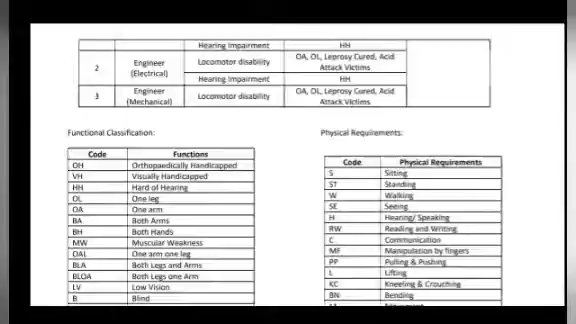 Hearing Impairment HH
2 Engineer (Electrical) Locomotor disability OA, OL, Leprosy Cured, Acid Attack Victims
Hearing Impairment HH
3 Engineer (Mechanical) Locomotor disability OA, OL, Leprosy Cured, Acid Attack Victims
Functional Classification:
Code Functions
OH Orthopaedically Handicapped
VH Visually Handicapped
HH Hard of Hearing
OL One leg
OA One arm
BA Both Arms
BH Both Hands
MW Muscular Weakness
OAL One arm one leg
BLA Both Legs and Arms
BLOA Both Legs one Arm
LV Low Vision
B Blind
Physical Requirements:
Code Physical Requirements
S Sitting
ST Standing
W Walking
SE Seeing
H Hearing/ Speaking
RW Reading and Writing
C Communication
MF Manipulation by fingers
PP Pulling & Pushing
L Lifting
KC Kneeling & Crouching
BN Bending